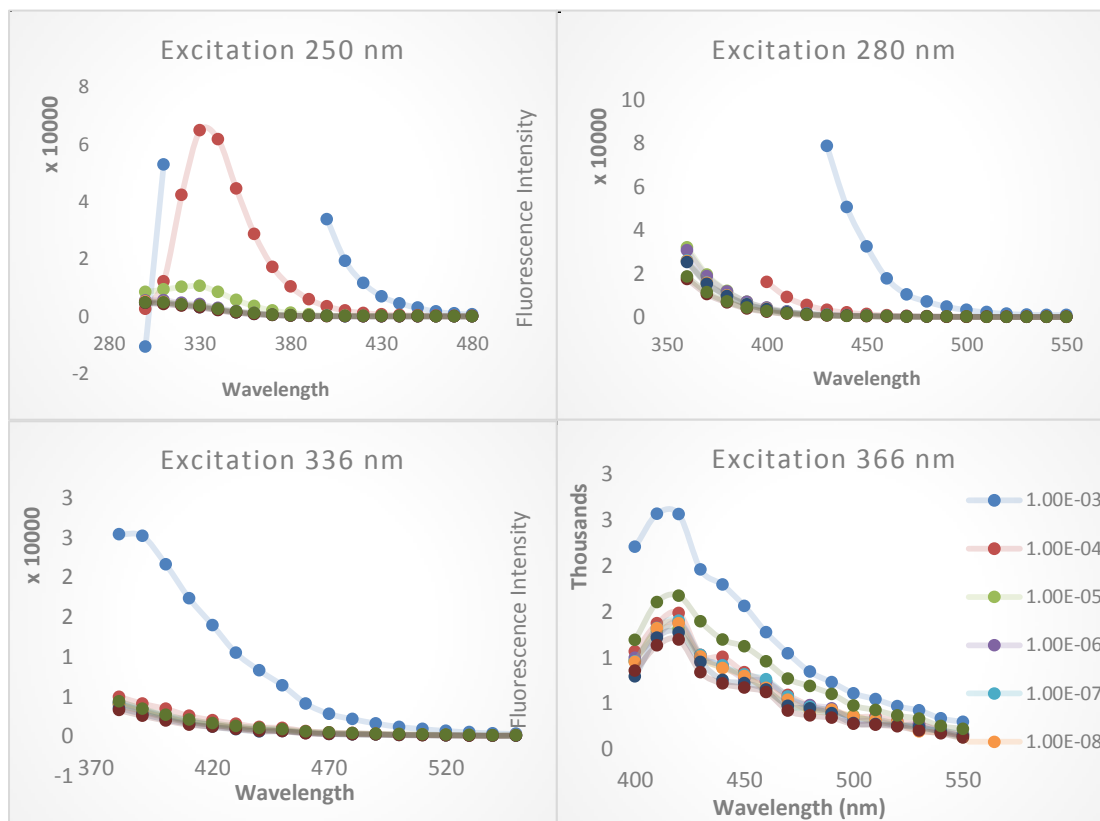 Excitation 250 nm
x 10000
8
6
4
2
0
-2
280 330 380 430 480
Wavelength
Fluorescence Intensity
Excitation 280 nm
x 10000
10
8
6
4
2
0
350 400 450 500 550
Wavelength
Excitation 336 nm
x 10000
3
3
2
2
1
1
0
-1
370 420 470 520
Wavelength
Fluorescence Intensity
Excitation 366 nm
Thousands
3
3
2
2
1
1
0
400 450 500 550
Wavelength (nm)
1.00E-03
1.00E-04
1.00E-05
1.00E-06
1.00E-07
1.00E-08